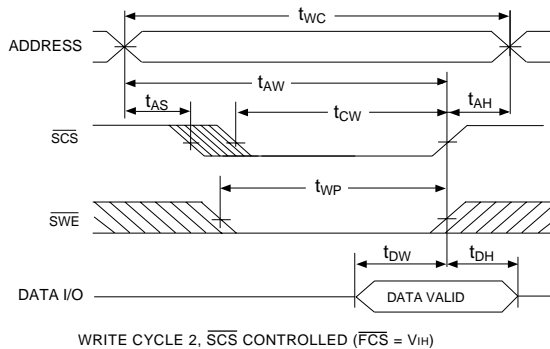 tWC
ADDRESS
tAW
tAS
tCW
tAH
SCS
tWP
SWE
tDW
tDH
DATA I/O
DATA VALID
WRITE CYCLE 2, SCS CONTROLLED (FCS = VIH)